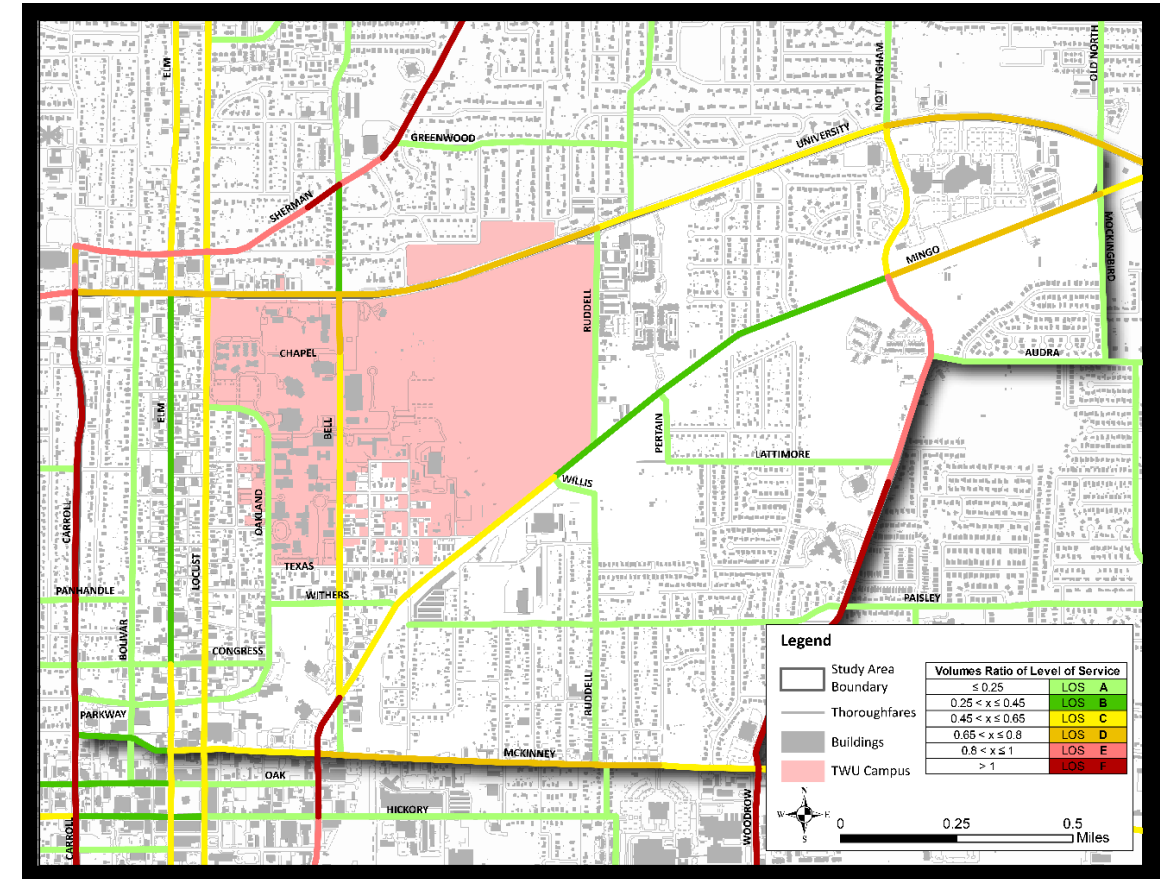 ELM
NOTTINGHAM
OLD NORTH
GREENWOOD
UNIVERSITY
SHERMAN
MINGO
MOCKINGBIRD
RUDDELL
CHAPEL
AUDRA
ELM
BELL
PERTAIN
LATTIMORE
WILLIS
CARROLL
OAKLAND
LOCUST
TEXAS
PANHANDLE
WITHERS
PAISLEY
BOLIVAR
CONGRESS
RUDDELL
PARKWAY
MCKINNEY
OAK
HICKORY
CARROLL
WOODROW
Legend
Study Area
Boundary
Thoroughfares
Buildings
TWU Campus
Volumes Ratio of Level of Service
≤ 0.25 LOS A
0.25 < x ≤ 0.45 LOS B
0.45 < x ≤ 0.65 LOS C
0.65 < x ≤ 0.8 LOS D
0.8 < x ≤ 1 LOS E
> 1 LOS F
N
W E
S
0 0.25 0.5
Miles